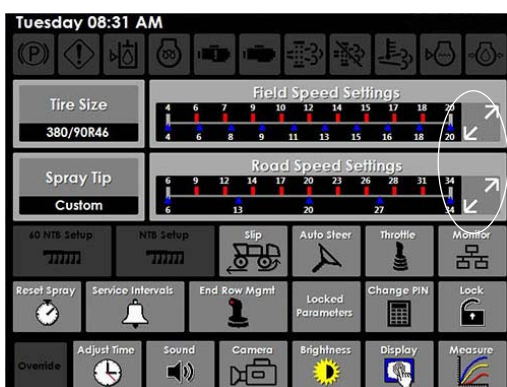 Tuesday 08:31 AM
(P)
Tire Size
380/90R46
Field Speed Settings
4 6 7 9 10 12 14 15 17 18 20
4 6 8 9 11 13 15 16 18 20
Spray Tip
Custom
Road Speed Settings
6 9 12 14 17 20 23 26 28 31 34
6 13 20 27 34
60 NTB Setup
NTB Setup
Slip
Auto Steer
Throttle
Monitor
Reset Spray
Service Intervals
End Row Mgmt
Locked
Parameters
Change PIN
Lock
Override
Adjust Time
Sound
Camera
Brightness
Display
Measure